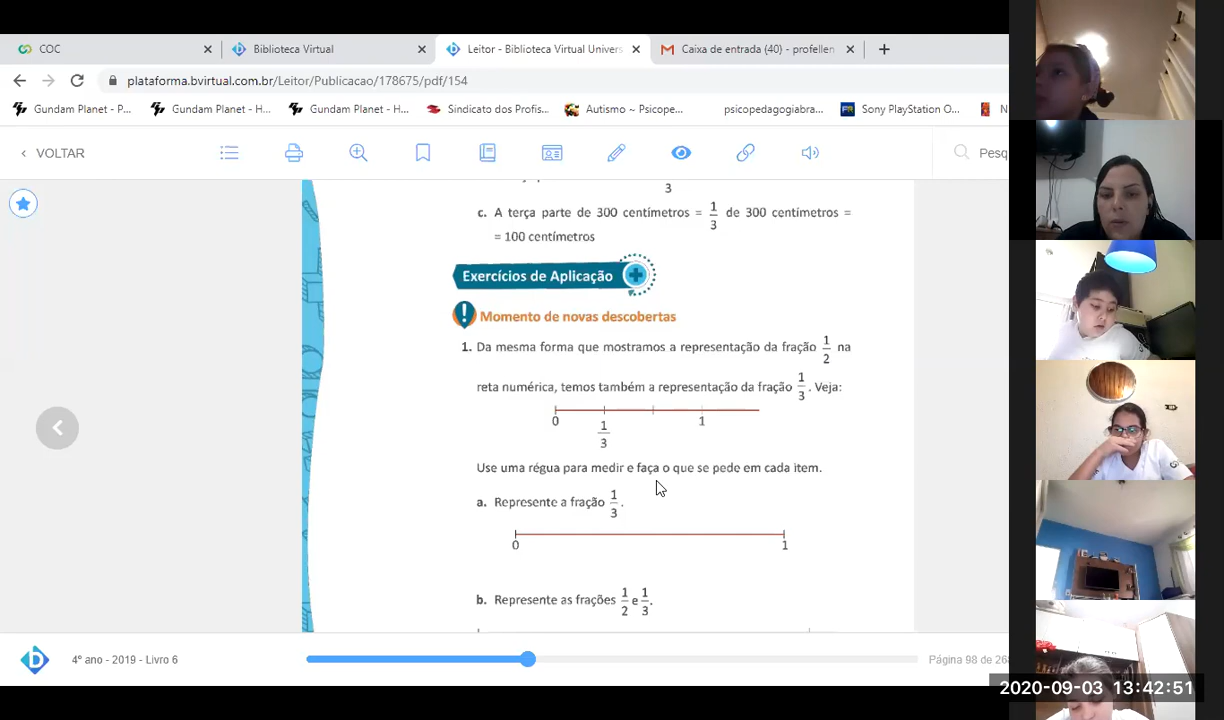 COC
Biblioteca Virtual
Leitor - Biblioteca Virtual Univers
Caixa de entrada (40) - profellen
plataforma.bvirtual.com.br/Leitor/Publicacao/178675/pdf/154
Gundam Planet - P...
Gundam Planet - H...
Gundam Planet - H...
Sindicato dos Profis...
Autismo ~ Psicope...
psicopedagogiabra...
Sony PlayStation O...
N
VOLTAR
Pesq
3
c. A terça parte de 300 centímetros = 1/3 de 300 centímetros =
= 100 centímetros
Exercícios de Aplicação
Momento de novas descobertas
1. Da mesma forma que mostramos a representação da fração 1/2 na
reta numérica, temos também a representação da fração 1/3. Veja:
0 1/3 1
Use uma régua para medir e faça o que se pede em cada item.
a. Represente a fração 1/3.
0 1
b. Represente as frações 1/2 e 1/3.
4º ano - 2019 - Livro 6
Página 98 de 26
2020-09-03 13:42:51